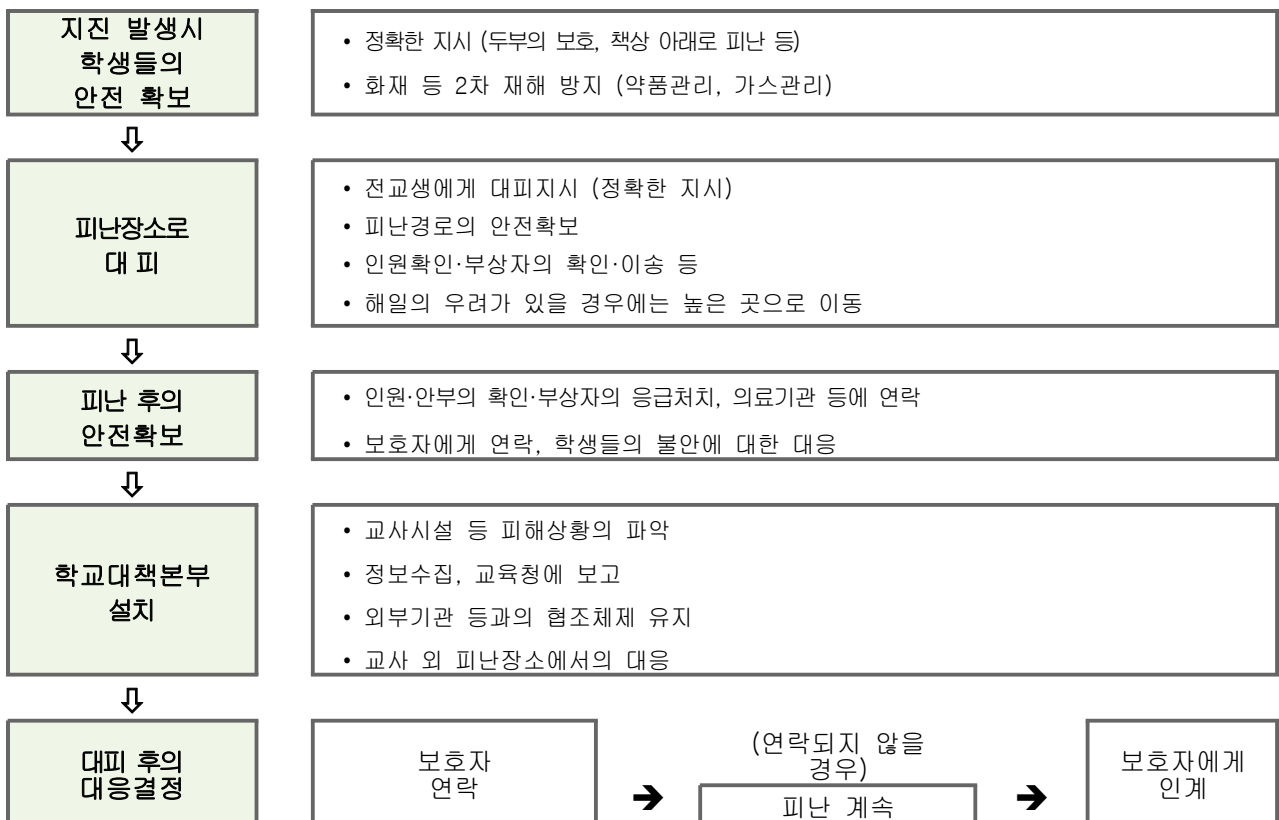 지진 발생시
학생들의
안전 확보
• 정확한 지시 (두부의 보호, 책상 아래로 피난 등)
• 화재 등 2차 재해 방지 (약품관리, 가스관리)
⇩
피난장소로
대 피
• 전교생에게 대피지시 (정확한 지시)
• 피난경로의 안전확보
• 인원확인·부상자의 확인·이송 등
• 해일의 우려가 있을 경우에는 높은 곳으로 이동
⇩
피난 후의
안전확보
• 인원·안부의 확인·부상자의 응급처치, 의료기관 등에 연락
• 보호자에게 연락, 학생들의 불안에 대한 대응
⇩
학교대책본부
설치
• 교사시설 등 피해상황의 파악
• 정보수집, 교육청에 보고
• 외부기관 등과의 협조체제 유지
• 교사 외 피난장소에서의 대응
⇩
대피 후의
대응결정
보호자
연락
➔
(연락되지 않을
경우)
피난 계속
➔
보호자에게
인계